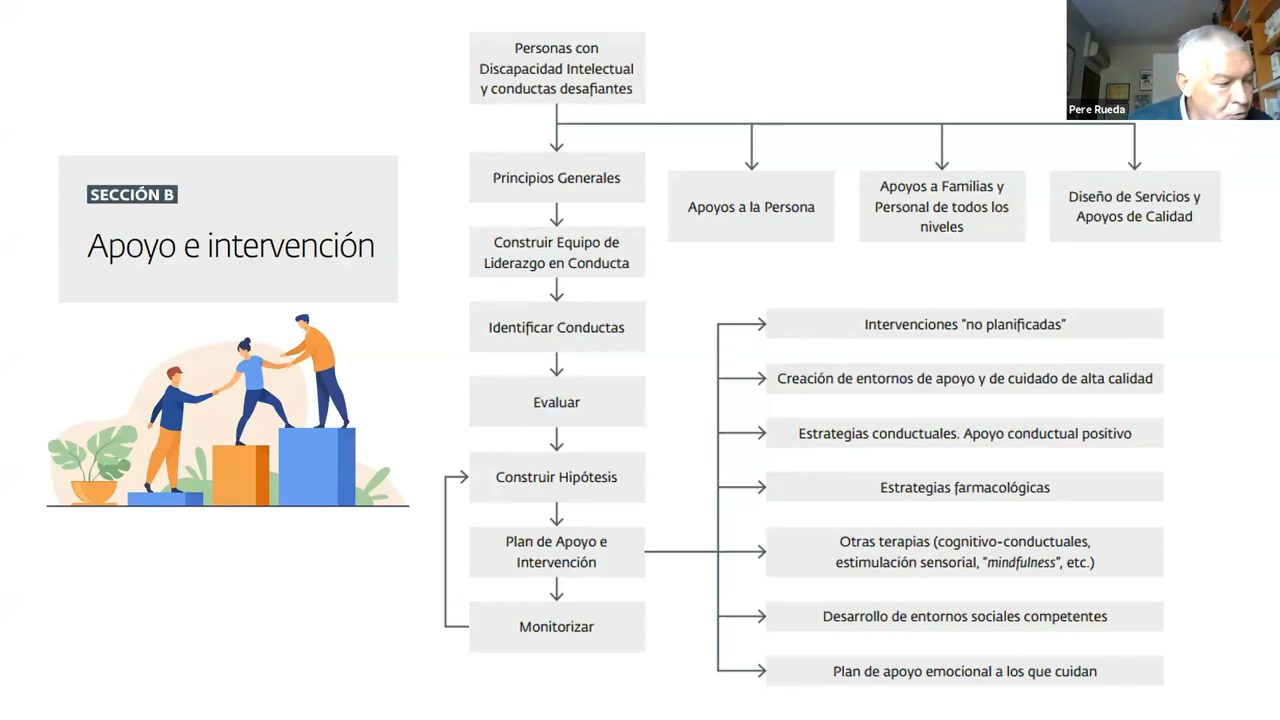 Personas con
Discapacidad Intelectual
y conductas desafiantes
Pere Rueda
SECCIÓN B
Apoyo e intervención
Principios Generales
Apoyos a la Persona
Apoyos a Familias y
Personal de todos los
niveles
Diseño de Servicios y
Apoyos de Calidad
Construir Equipo de
Liderazgo en Conducta
Identificar Conductas
Evaluar
Construir Hipótesis
Plan de Apoyo e
Intervención
Monitorizar
Intervenciones “no planificadas”
Creación de entornos de apoyo y de cuidado de alta calidad
Estrategias conductuales. Apoyo conductual positivo
Estrategias farmacológicas
Otras terapias (cognitivo-conductuales,
estimulación sensorial, “mindfulness”, etc.)
Desarrollo de entornos sociales competentes
Plan de apoyo emocional a los que cuidan